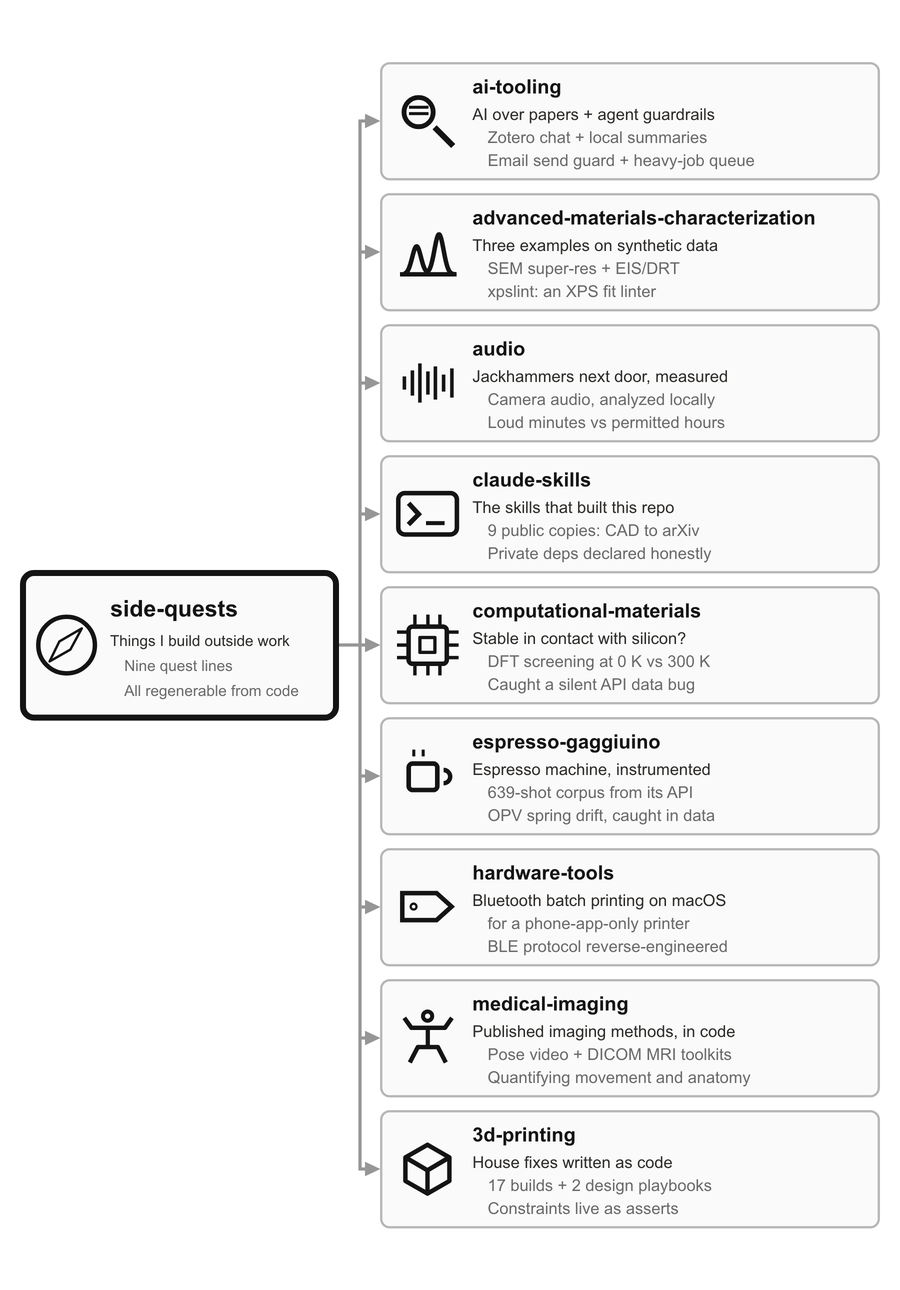 ai-tooling
AI over papers + agent guardrails
Zotero chat + local summaries
Email send guard + heavy-job queue
advanced-materials-characterization
Three examples on synthetic data
SEM super-res + EIS/DRT
xpslint: an XPS fit linter
audio
Jackhammers next door, measured
Camera audio, analyzed locally
Loud minutes vs permitted hours
claude-skills
The skills that built this repo
9 public copies: CAD to arXiv
Private deps declared honestly
side-quests
Things I build outside work
Nine quest lines
All regenerable from code
computational-materials
Stable in contact with silicon?
DFT screening at 0 K vs 300 K
Caught a silent API data bug
espresso-gaggiuino
Espresso machine, instrumented
639-shot corpus from its API
OPV spring drift, caught in data
hardware-tools
Bluetooth batch printing on macOS
for a phone-app-only printer
BLE protocol reverse-engineered
medical-imaging
Published imaging methods, in code
Pose video + DICOM MRI toolkits
Quantifying movement and anatomy
3d-printing
House fixes written as code
17 builds + 2 design playbooks
Constraints live as asserts